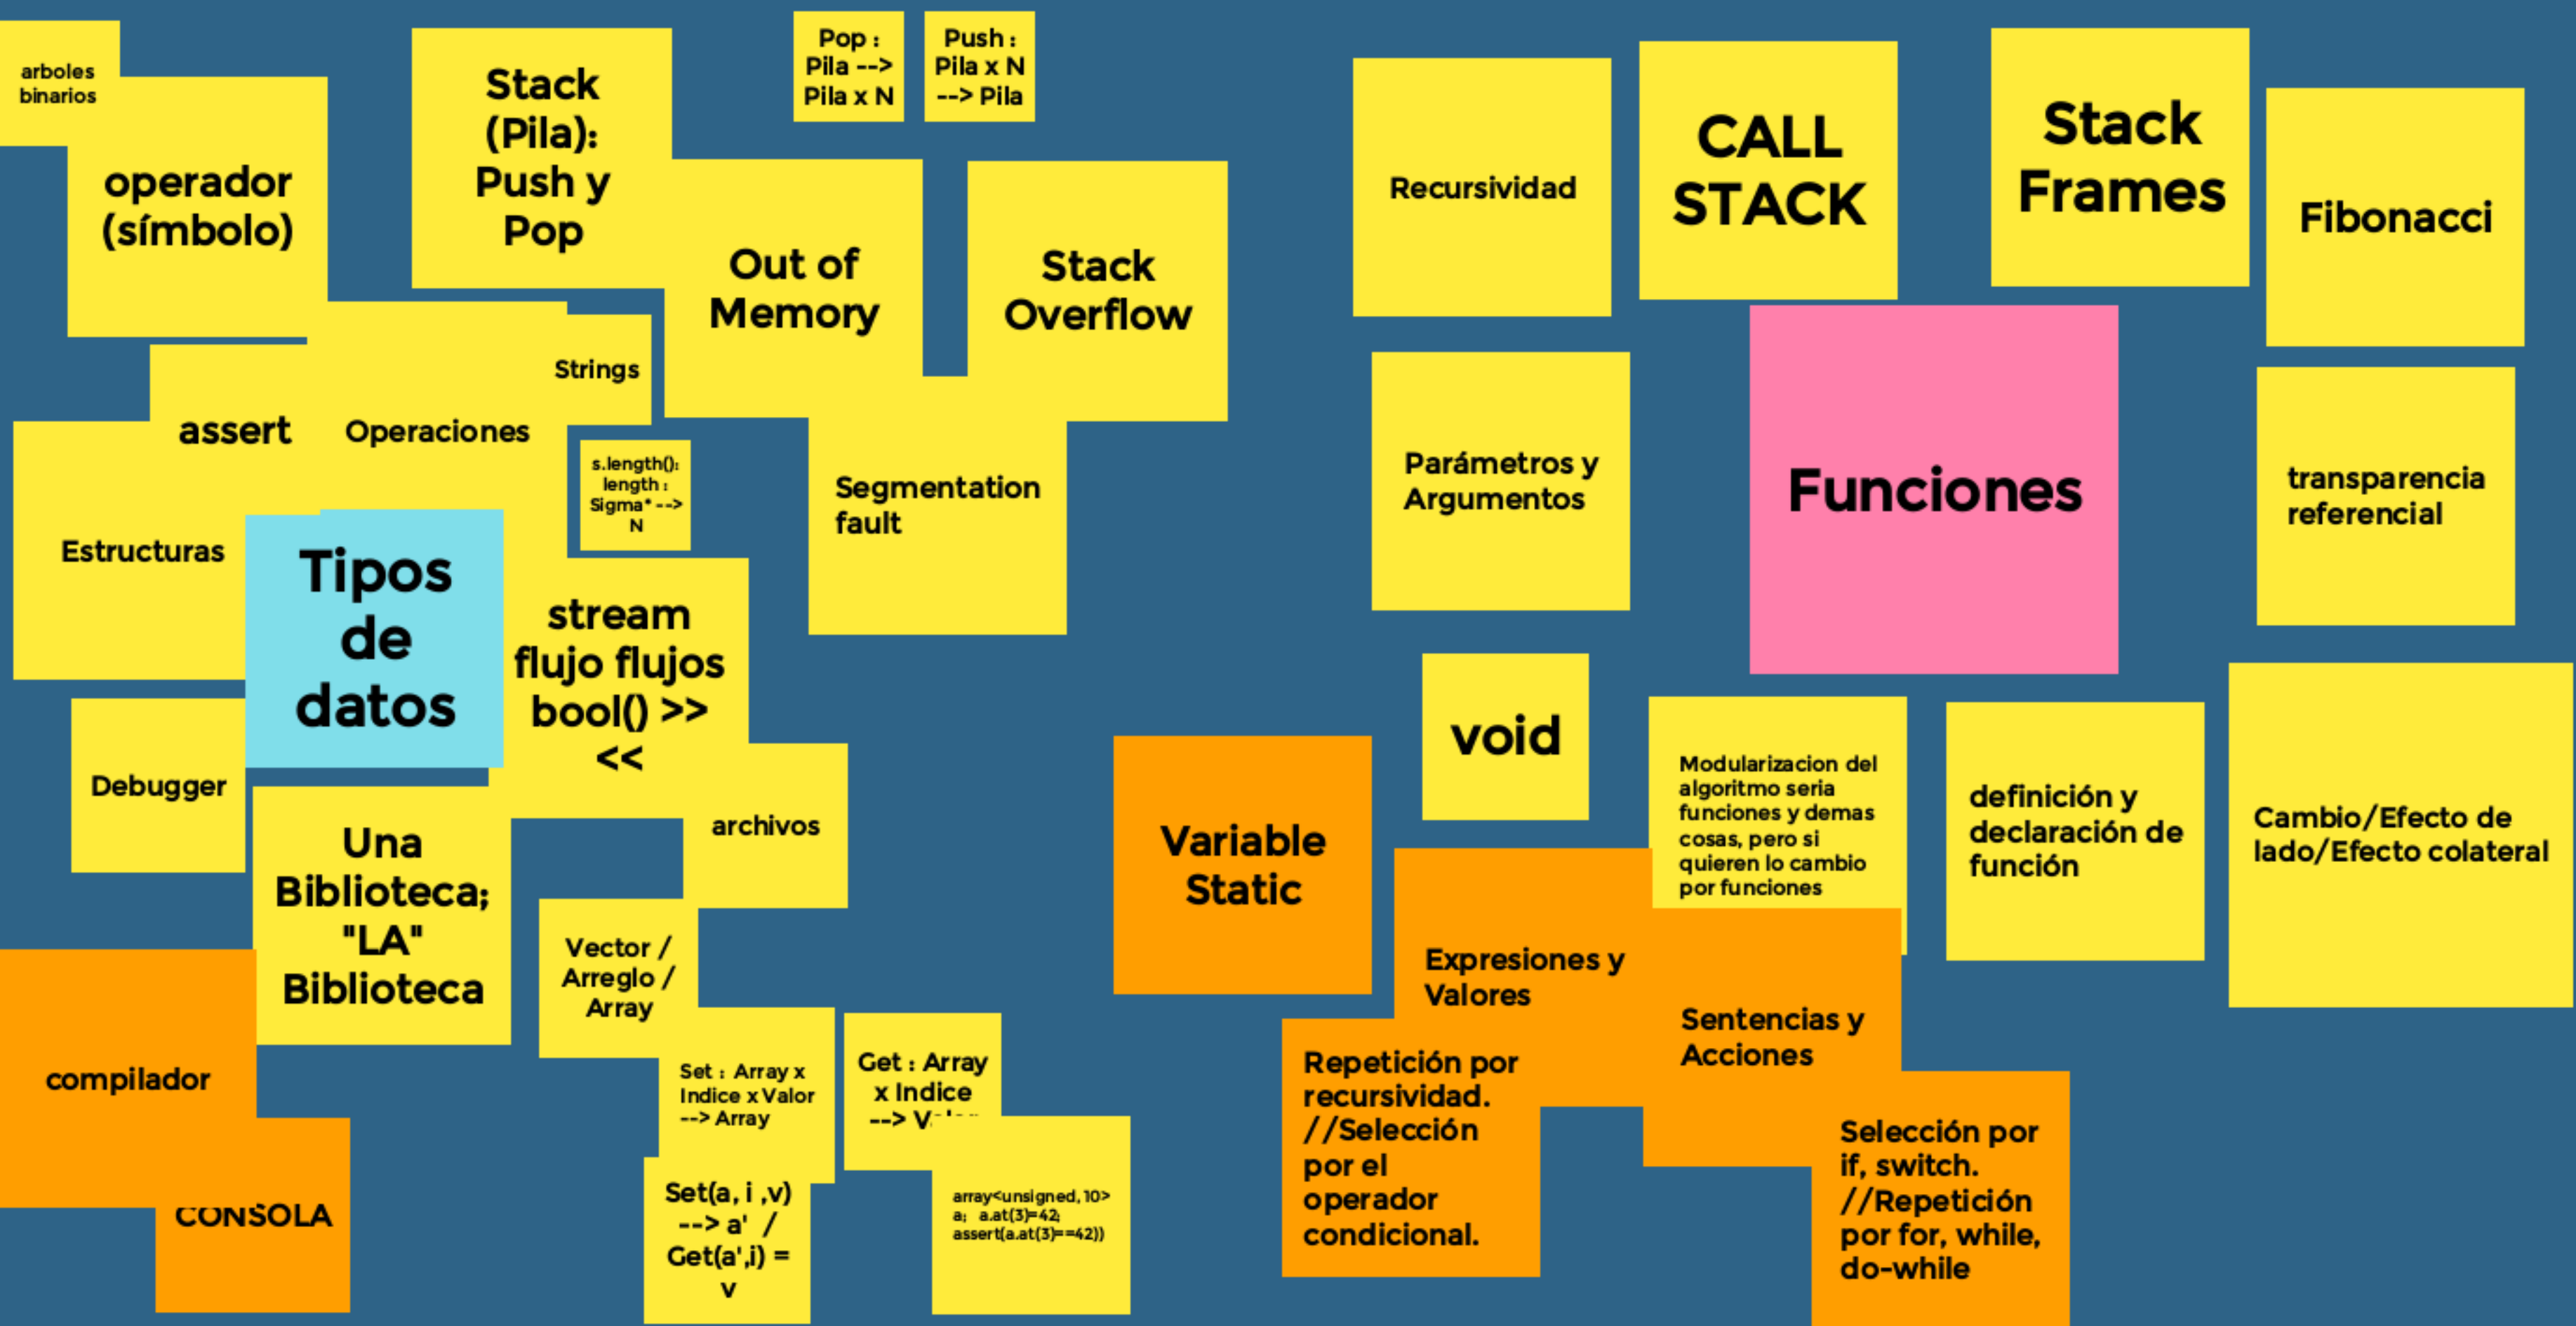 arboles
binarios
operador
(símbolo)
Stack
(Pila):
Push y
Pop
Pop :
Pila -->
Pila x N
Push :
Pila x N
--> Pila
Out of
Memory
Stack
Overflow
Strings
assert
Operaciones
s.length():
length :
Sigma* -->
N
Segmentation
fault
Estructuras
Tipos
de
datos
stream
flujo flujos
bool() >>
<<
Debugger
archivos
Una
Biblioteca;
"LA"
Biblioteca
Vector /
Arreglo /
Array
compilador
CONSOLA
Set : Array x
Indice x Valor
--> Array
Get : Array
x Indice
--> Valor
Set(a, i ,v)
--> a' /
Get(a',i) =
v
array<unsigned, 10>
a; a.at(3)=42;
assert(a.at(3)==42))
Recursividad
CALL
STACK
Stack
Frames
Fibonacci
Parámetros y
Argumentos
Funciones
transparencia
referencial
void
Variable
Static
Modularizacion del
algoritmo seria
funciones y demas
cosas, pero si
quieren lo cambio
por funciones
definición y
declaración de
función
Cambio/Efecto de
lado/Efecto colateral
Expresiones y
Valores
Sentencias y
Acciones
Repetición por
recursividad.
//Selección
por el
operador
condicional.
Selección por
if, switch.
//Repetición
por for, while,
do-while